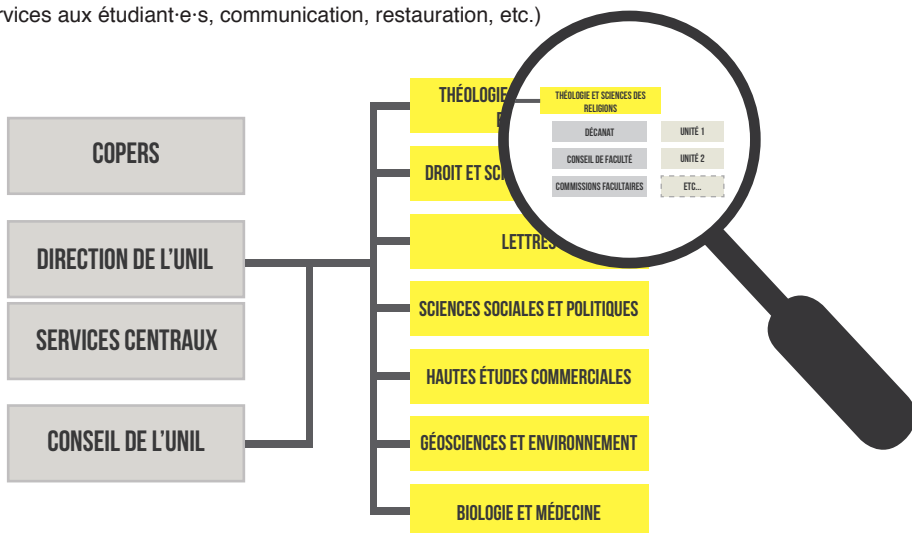 rvices aux étudiant·e·s, communication, restauration, etc.)
COPERS
DIRECTION DE L'UNIL
SERVICES CENTRAUX
CONSEIL DE L'UNIL
THÉOLOGIE
DROIT ET SC
LETTRES
SCIENCES SOCIALES ET POLITIQUES
HAUTES ÉTUDES COMMERCIALES
GÉOSCIENCES ET ENVIRONNEMENT
BIOLOGIE ET MÉDECINE
THÉOLOGIE ET SCIENCES DES
RELIGIONS
DÉCANAT
UNITÉ 1
CONSEIL DE FACULTÉ
UNITÉ 2
COMMISSIONS FACULTAIRES
ETC...